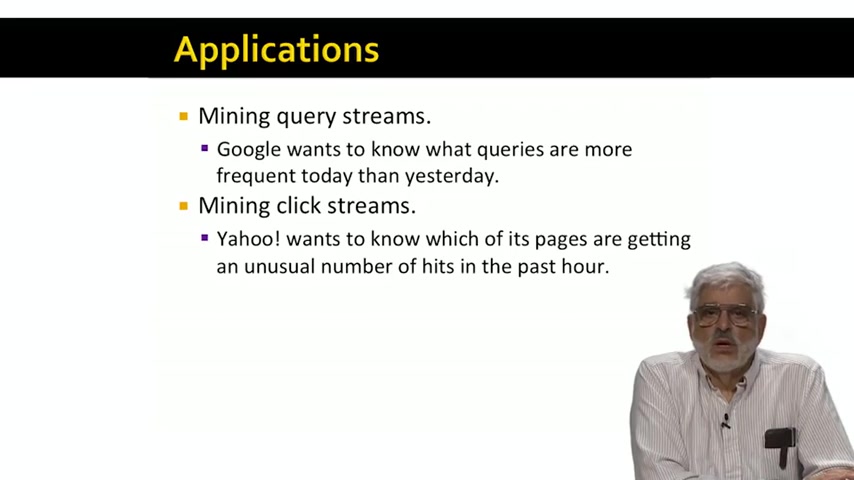 Applications
Mining query streams.
Google wants to know what queries are more
frequent today than yesterday.
Mining click streams.
Yahoo! wants to know which of its pages are getting
an unusual number of hits in the past hour.